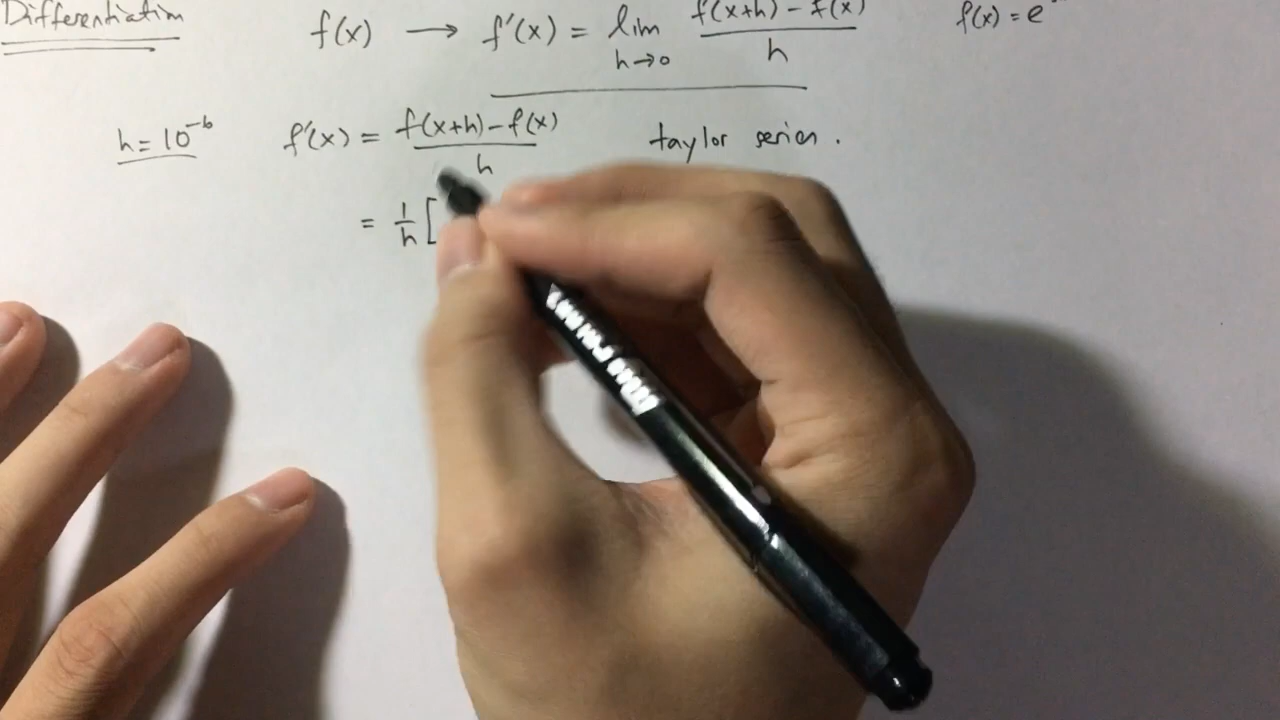 Differentiation f(x) → f'(x) = lim h→0 f(x+h) - f(x) / h f(x) = e
h = 10^-6 f'(x) = f(x+h) - f(x) / h taylor series.
= 1/h [